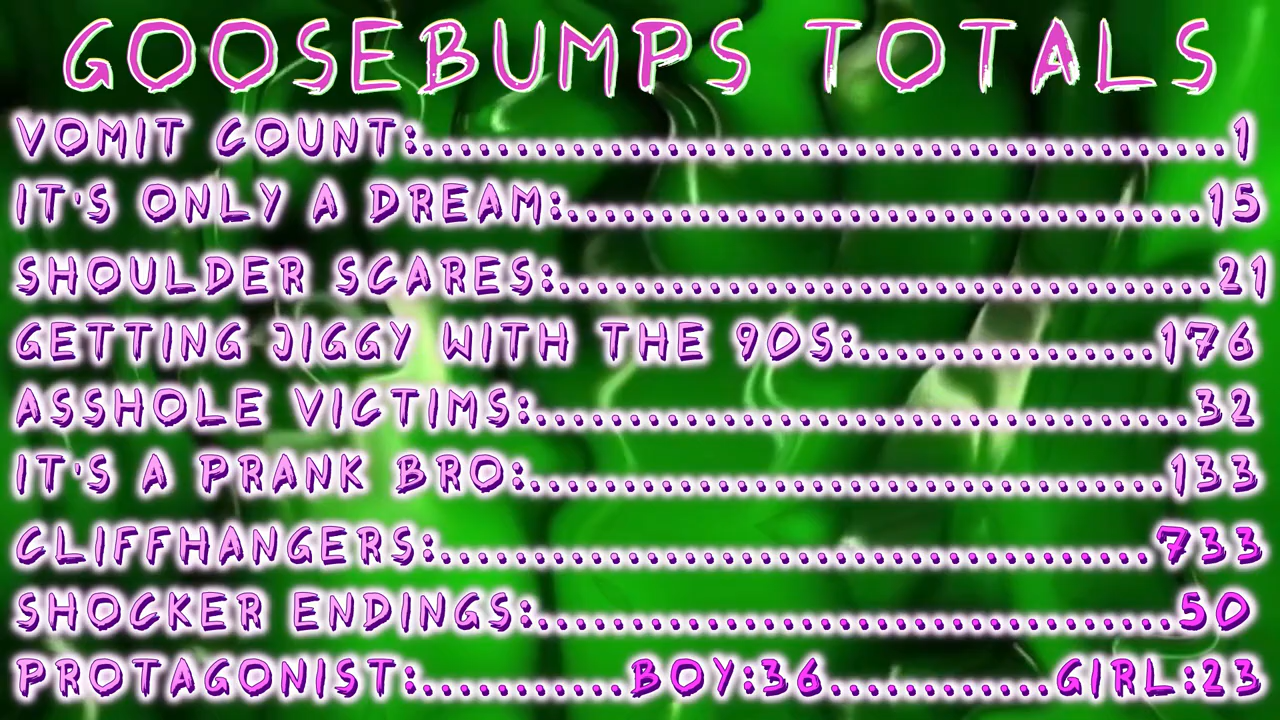 GOOSEBUMPS TOTALS
VOMIT COUNT:............................................1
IT'S ONLY A DREAM:..................................15
SHOULDER SCARES:...................................21
GETTING JIGGY WITH THE 90S:................176
ASSHOLE VICTIMS:...................................32
IT'S A PRANK BRO:..................................133
CLIFFHANGERS:......................................733
SHOCKER ENDINGS:..................................50
PROTAGONIST:...........BOY:36............GIRL:23